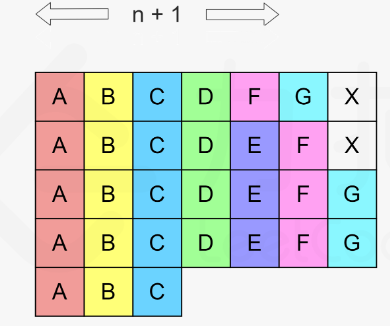 n + 1
A B C D F G X
A B C D E F X
A B C D E F G
A B C D E F G
A B C